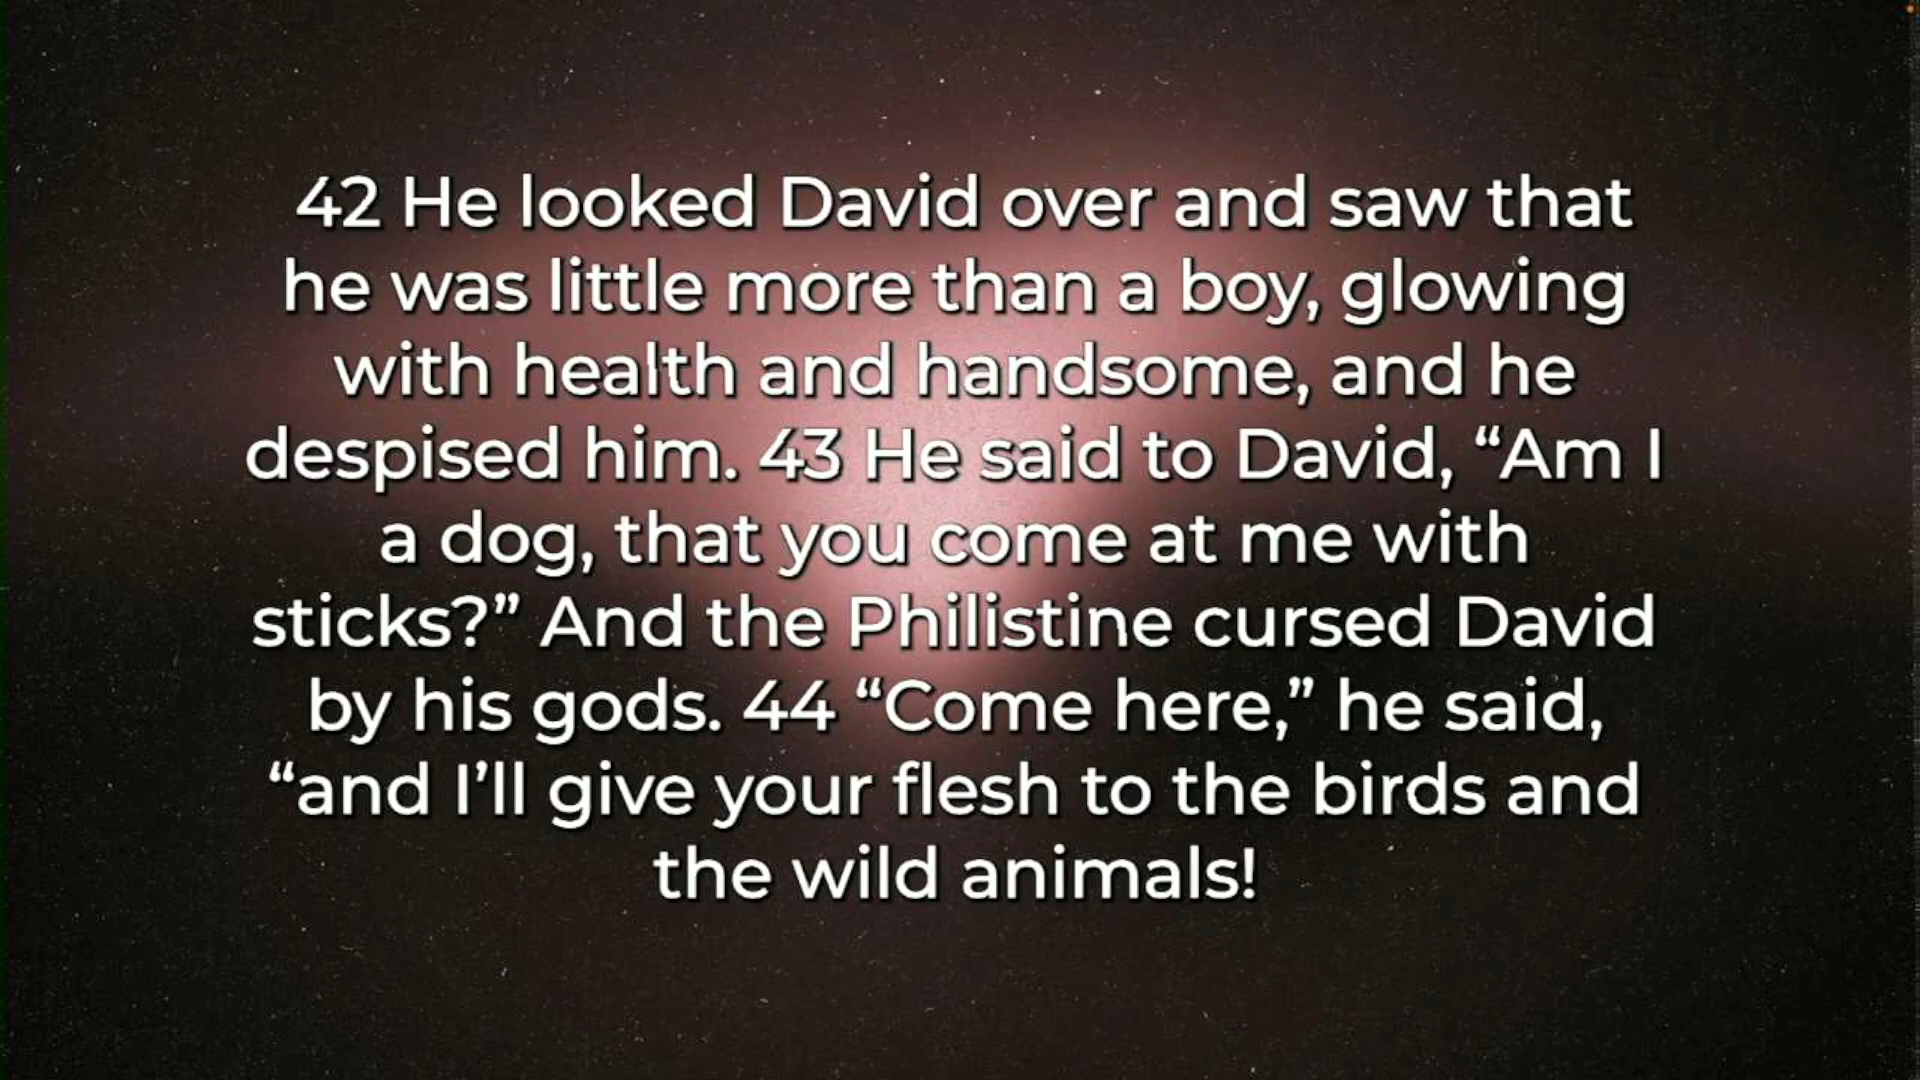 42 He looked David over and saw that
he was little more than a boy, glowing
with health and handsome, and he
despised him. 43 He said to David, “Am I
a dog, that you come at me with
sticks?” And the Philistine cursed David
by his gods. 44 “Come here,” he said,
“and I’ll give your flesh to the birds and
the wild animals!